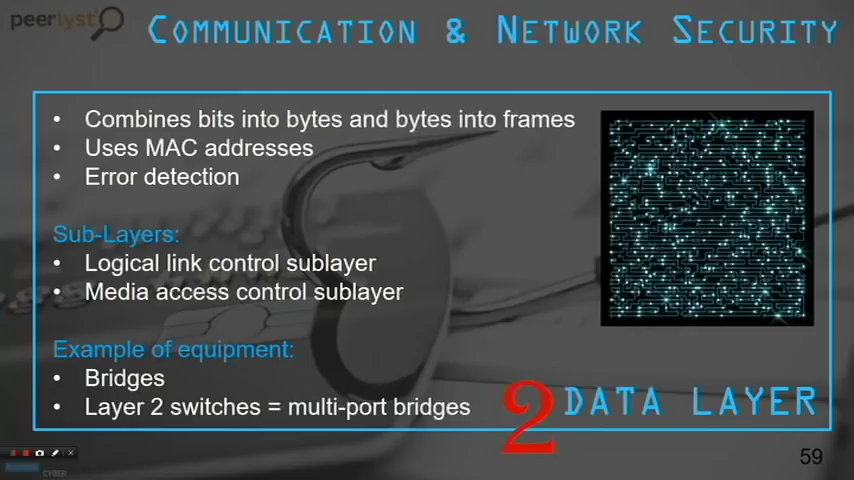 peerlyst
COMMUNICATION & NETWORK SECURITY
• Combines bits into bytes and bytes into frames
• Uses MAC addresses
• Error detection
Sub-Layers:
• Logical link control sublayer
• Media access control sublayer
Example of equipment:
• Bridges
• Layer 2 switches = multi-port bridges
2 DATA LAYER
59
CYBER